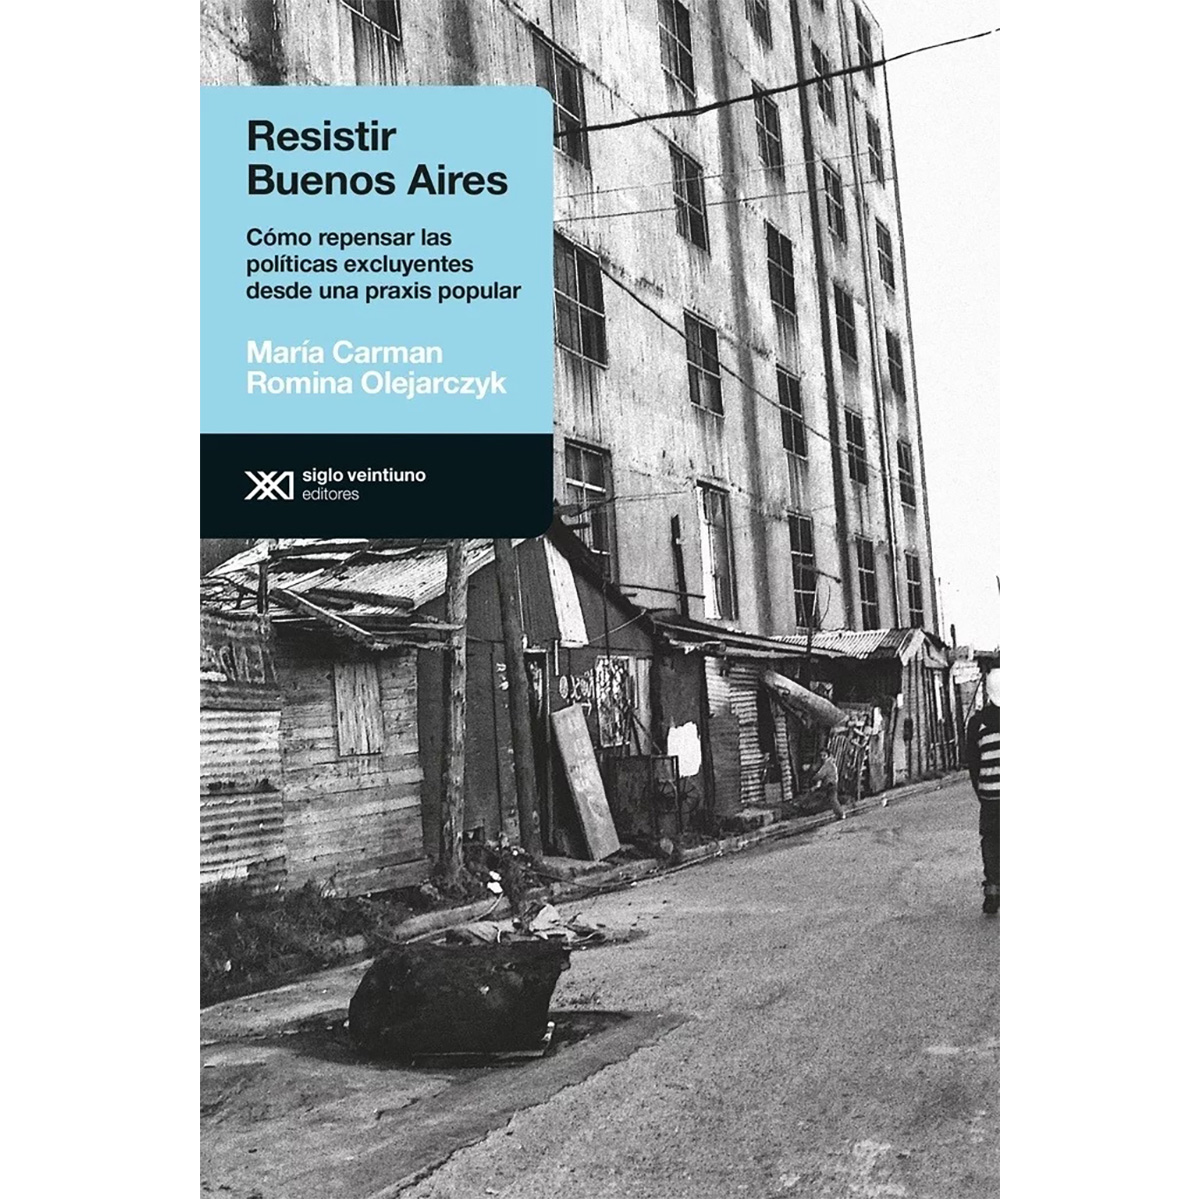 Resistir
Buenos Aires
Cómo repensar las
políticas excluyentes
desde una praxis popular
María Carman
Romina Olejarczyk
siglo veintiuno
editores